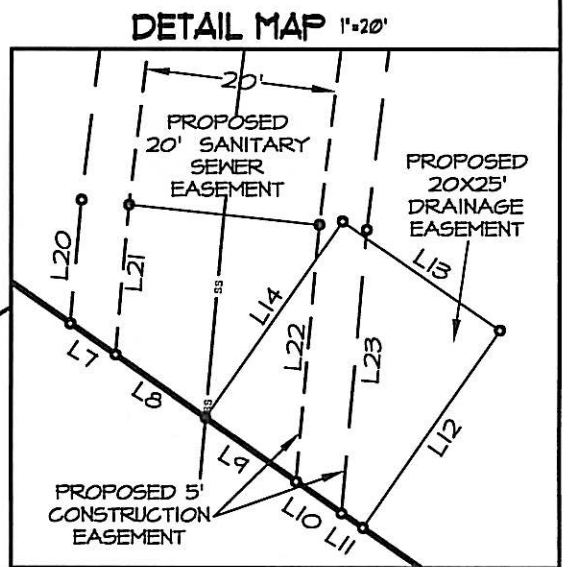 DETAIL MAP 1"=20'
20'
PROPOSED
20' SANITARY
SEWER
EASEMENT
PROPOSED
20X25'
DRAINAGE
EASEMENT
L20
L21
L14
L13
L22
L23
SS
SS
L7
L8
L9
L12
L10
L11
PROPOSED 5'
CONSTRUCTION
EASEMENT